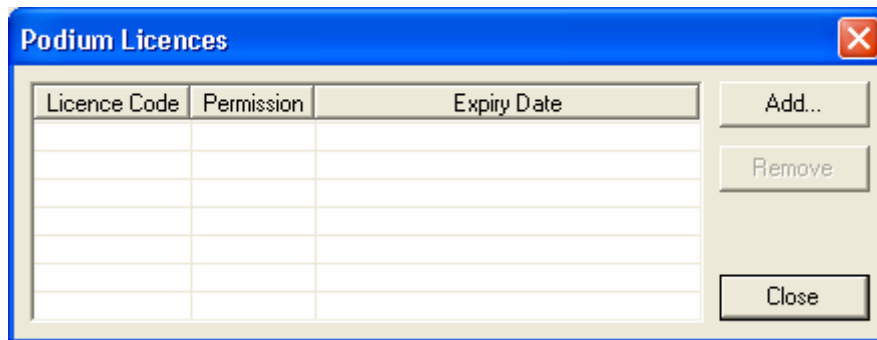 Podium Licences
Licence Code Permission Expiry Date
Add...
Remove
Close